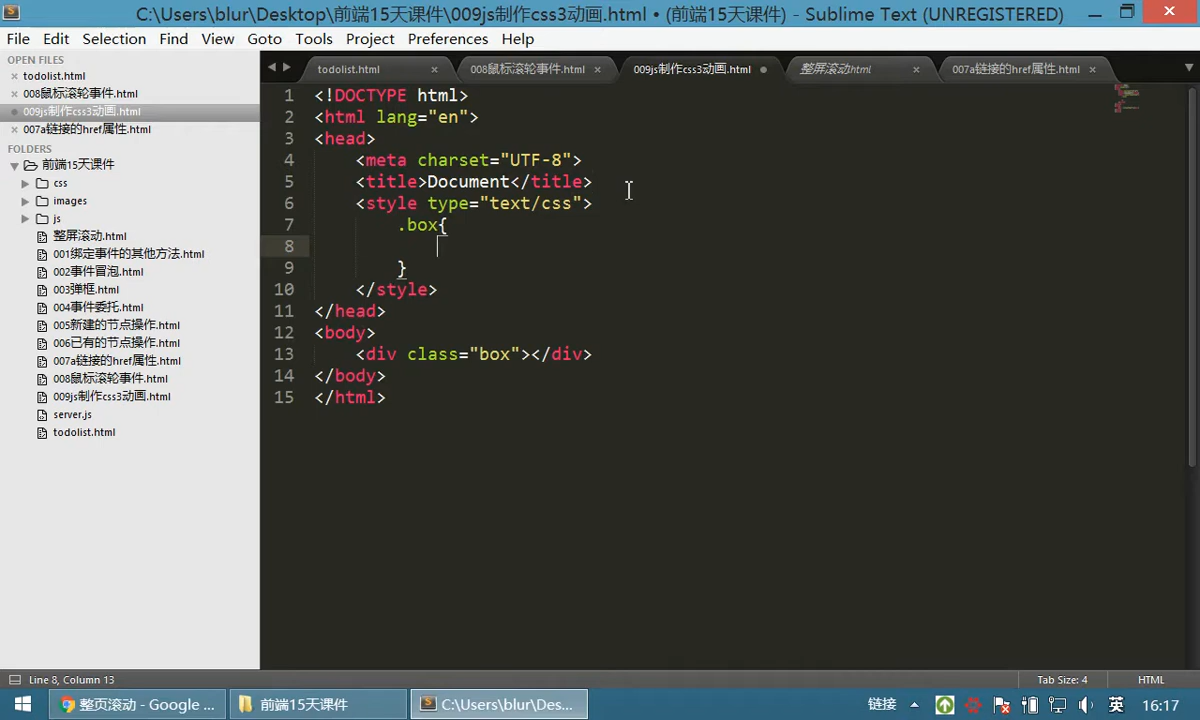 C:\Users\blur\Desktop\前端15天课件\009js制作css3动画.html • (前端15天课件) - Sublime Text (UNREGISTERED)
File Edit Selection Find View Goto Tools Project Preferences Help
OPEN FILES
todolist.html
008鼠标滚轮事件.html
009js制作css3动画.html
007a链接的href属性.html
FOLDERS
前端15天课件
css
images
js
整屏滚动.html
001绑定事件的其他方法.html
002事件冒泡.html
003弹框.html
004事件委托.html
005新建的节点操作.html
006已有的节点操作.html
007a链接的href属性.html
008鼠标滚轮事件.html
009js制作css3动画.html
server.js
todolist.html
todolist.html 008鼠标滚轮事件.html 009js制作css3动画.html 整屏滚动.html 007a链接的href属性.html
1 <!DOCTYPE html>
2 <html lang="en">
3 <head>
4 <meta charset="UTF-8">
5 <title>Document</title>
6 <style type="text/css">
7 .box{
8
9 }
10 </style>
11 </head>
12 <body>
13 <div class="box"></div>
14 </body>
15 </html>
Line 8, Column 13 Tab Size: 4 HTML
整页滚动 - Google ... 前端15天课件 C:\Users\blur\Des... 链接 英 16:17